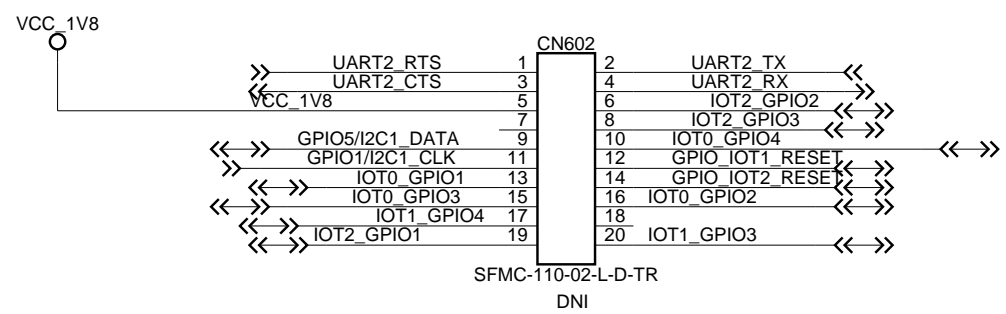 VCC_1V8
CN602
UART2_RTS 1 2 UART2_TX
UART2_CTS 3 4 UART2_RX
VCC_1V8 5 6 IOT2_GPIO2
7 8 IOT2_GPIO3
GPIO5/I2C1_DATA 9 10 IOT0_GPIO4
GPIO1/I2C1_CLK 11 12 GPIO_IOT1_RESET
IOT0_GPIO1 13 14 GPIO_IOT2_RESET
IOT0_GPIO3 15 16 IOT0_GPIO2
IOT1_GPIO4 17 18
IOT2_GPIO1 19 20 IOT1_GPIO3
SFMC-110-02-L-D-TR
DNI